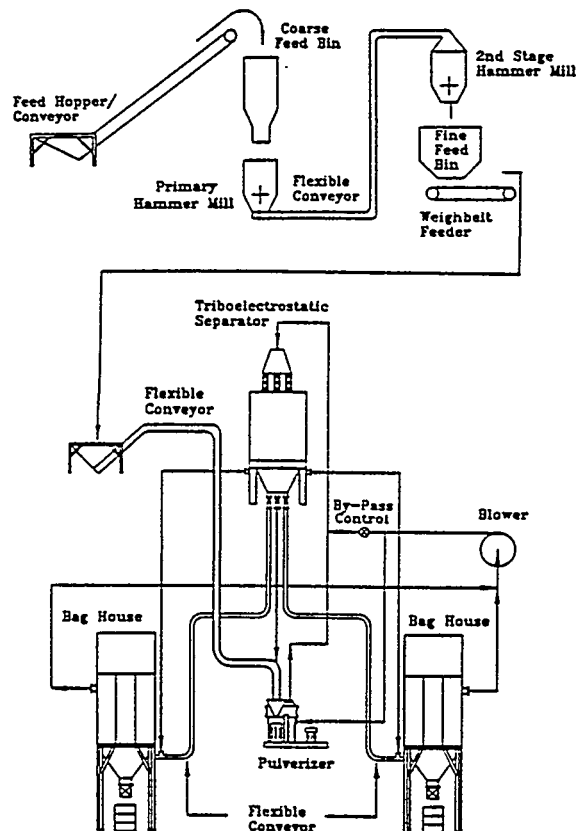 Coarse
Feed Bin
2nd Stage
Hammer Mill
Feed Hopper/
Conveyor
Fine
Feed
Bin
Primary
Hammer Mill
Flexible
Conveyor
Weighbelt
Feeder
Triboelectrostatic
Separator
Flexible
Conveyor
By-Pass
Control
Blower
Bag House
Bag House
Pulverizer
Flexible
Conveyor